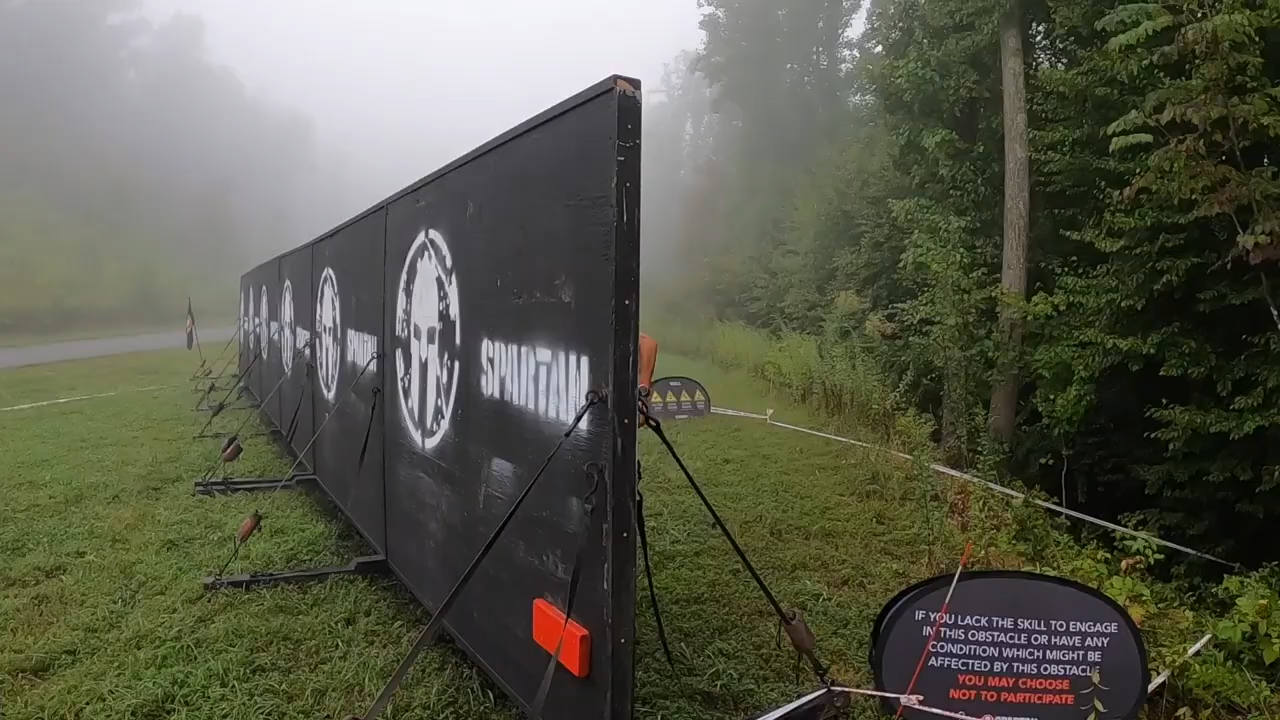 SPARTAN
SPARTAN
IF YOU LACK THE SKILL TO ENGAGE
IN THIS OBSTACLE OR HAVE ANY
CONDITION WHICH MIGHT BE
AFFECTED BY THIS OBSTACLE
YOU MAY CHOOSE
NOT TO PARTICIPATE
SPARTAN